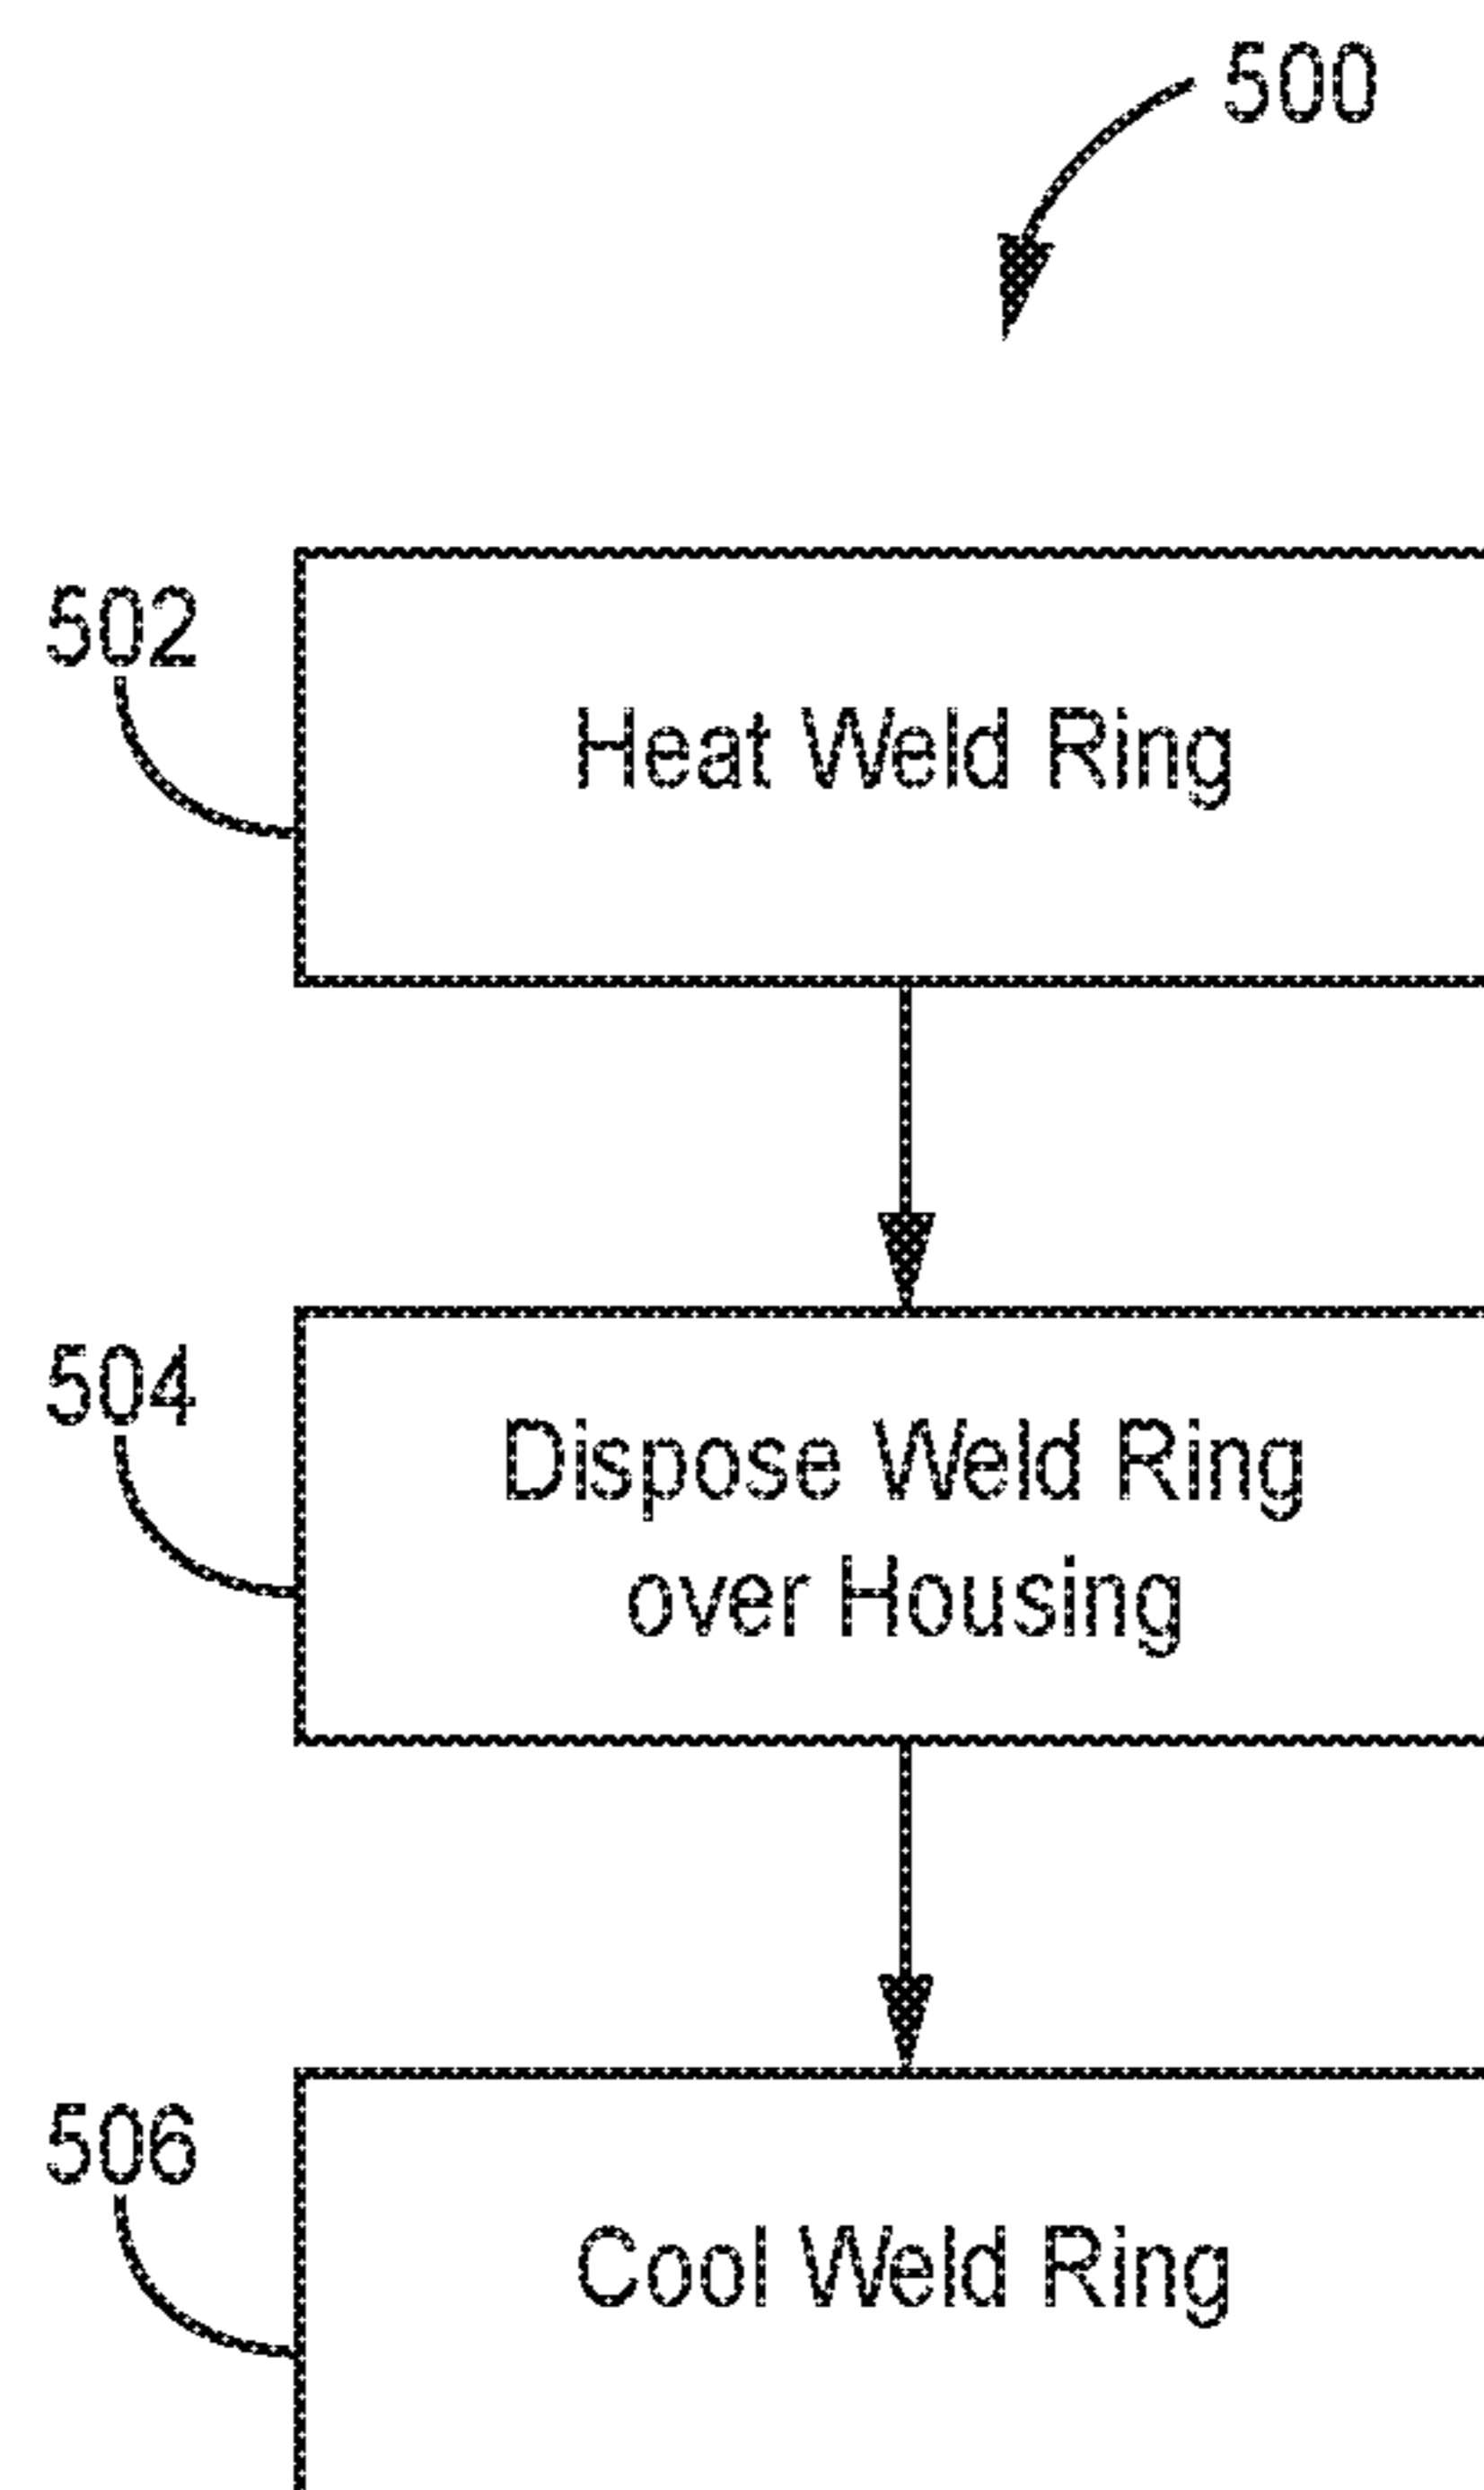 500
502
Heat Weld Ring
504
Dispose Weld Ring
over Housing
506
Cool Weld Ring